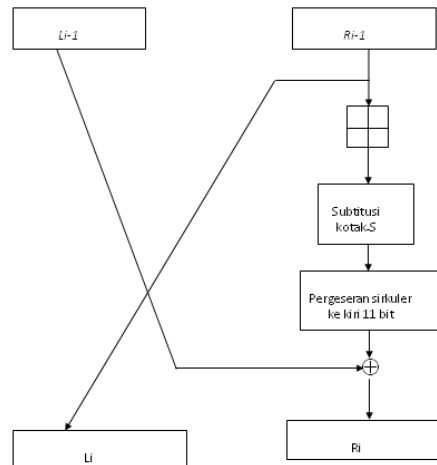 Li-1
Ri-1
Subtitusi
kotak-S
Pergeseran sirkuler
ke kiri 11 bit
Li
Ri